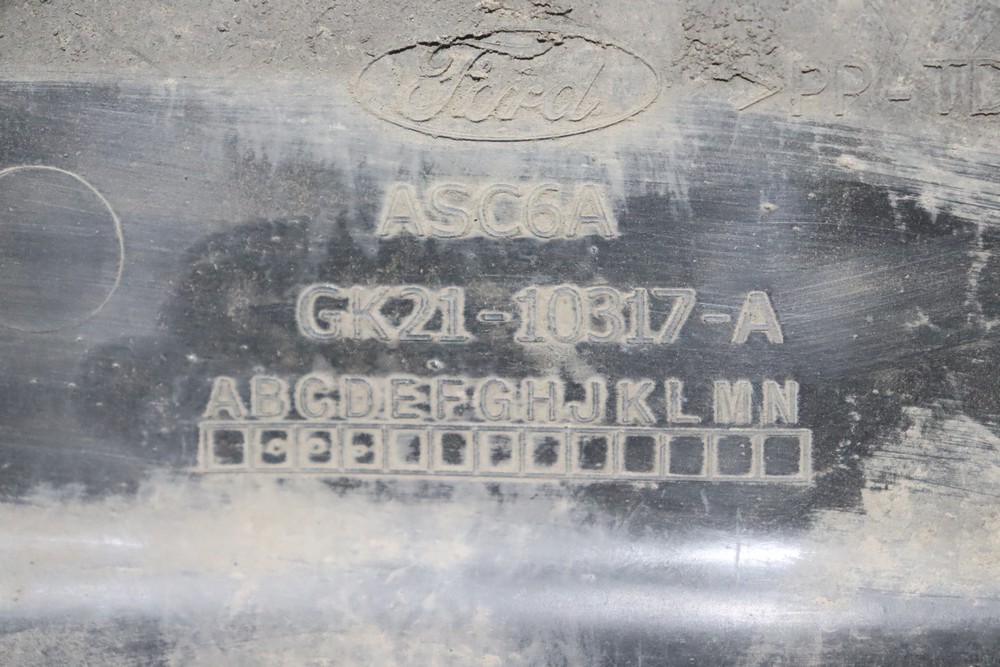 Ford
>PP-TD
ASC6A
GK21-10317-A
ABCDEFGHJKLMN